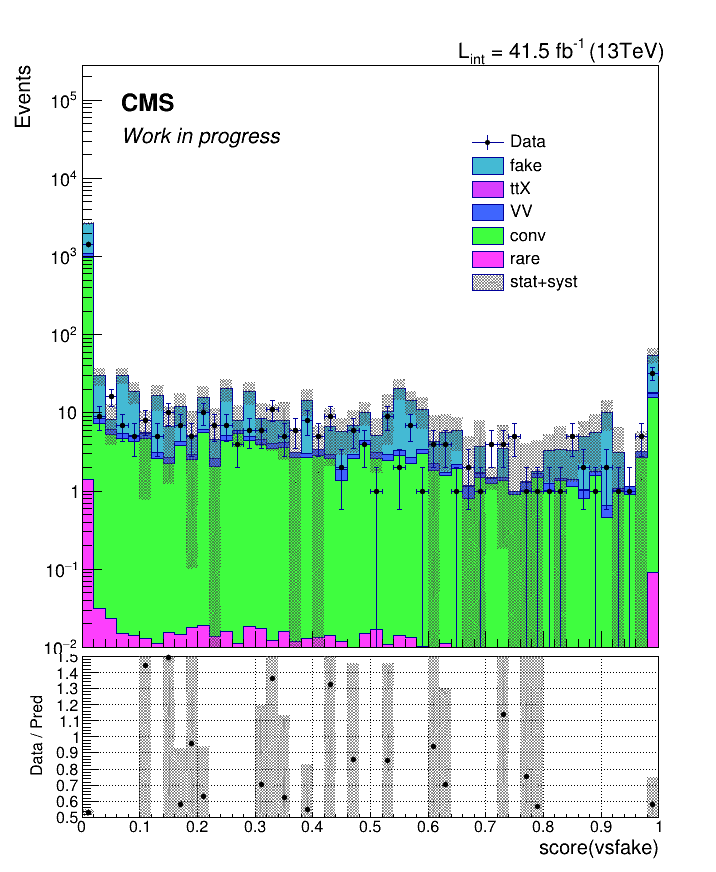 L_int = 41.5 fb^-1 (13TeV)
Events
CMS
Work in progress
Data
fake
ttX
VV
conv
rare
stat+syst
10^5
10^4
10^3
10^2
10
1
10^-1
10^-2
Data / Pred
1.5
1.4
1.3
1.2
1.1
1
0.9
0.8
0.7
0.6
0.5
0 0.1 0.2 0.3 0.4 0.5 0.6 0.7 0.8 0.9 1
score(vsfake)